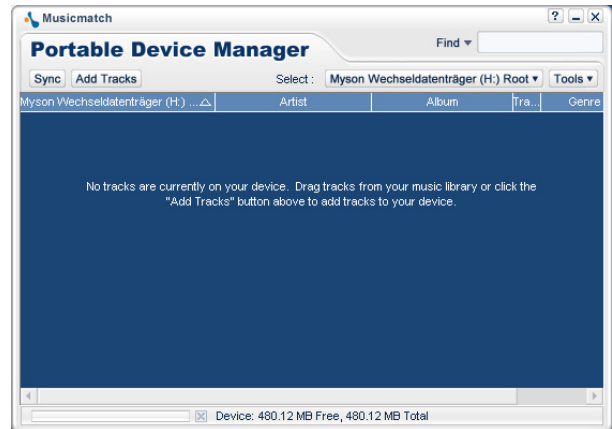 Musicmatch ? _ X
Portable Device Manager Find
Sync Add Tracks Select : Myson Wechseldatenträger (H:) Root Tools
Myson Wechseldatenträger (H:) ... Artist Album Tra... Genre
No tracks are currently on your device. Drag tracks from your music library or click the
"Add Tracks" button above to add tracks to your device.
Device: 480.12 MB Free, 480.12 MB Total